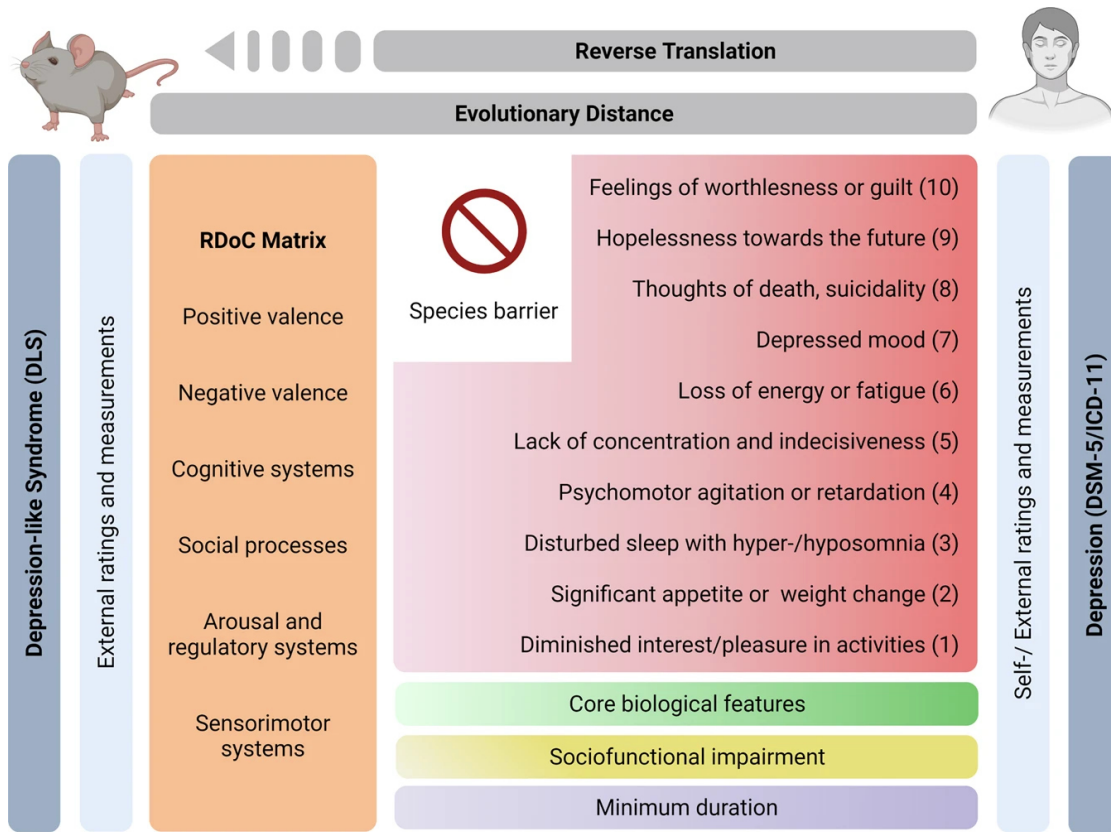 Reverse Translation
Evolutionary Distance
Depression-like Syndrome (DLS)
External ratings and measurements
RDoC Matrix
Positive valence
Negative valence
Cognitive systems
Social processes
Arousal and
regulatory systems
Sensorimotor
systems
Species barrier
Feelings of worthlesness or guilt (10)
Hopelessness towards the future (9)
Thoughts of death, suicidality (8)
Depressed mood (7)
Loss of energy or fatigue (6)
Lack of concentration and indecisiveness (5)
Psychomotor agitation or retardation (4)
Disturbed sleep with hyper-/hyposomnia (3)
Significant appetite or weight change (2)
Diminished interest/pleasure in activities (1)
Core biological features
Sociofunctional impairment
Minimum duration
Self-/ External ratings and measurements
Depression (DSM-5/ICD-11)